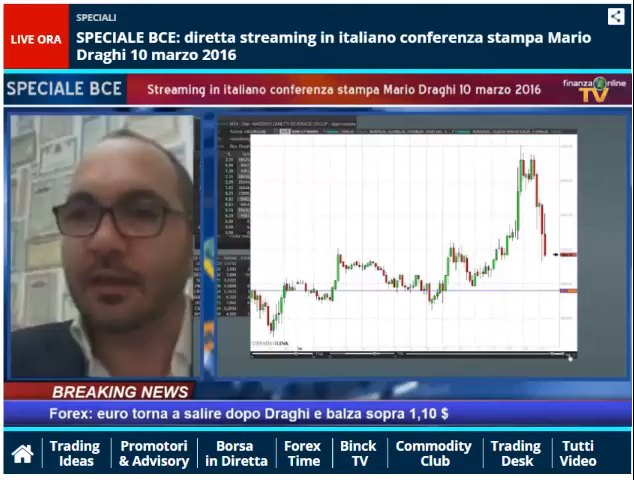 LIVE ORA
SPECIALI
SPECIALE BCE: diretta streaming in italiano conferenza stampa Mario
Draghi 10 marzo 2016
SPECIALE BCE
Streaming in italiano conferenza stampa Mario Draghi 10 marzo 2016
finanza online
TV
BREAKING NEWS
Forex: euro torna a salire dopo Draghi e balza sopra 1,10 $
Trading
Ideas
Promotori
& Advisory
Borsa
in Diretta
Forex
Time
Binck
TV
Commodity
Club
Trading
Desk
Tutti
Video